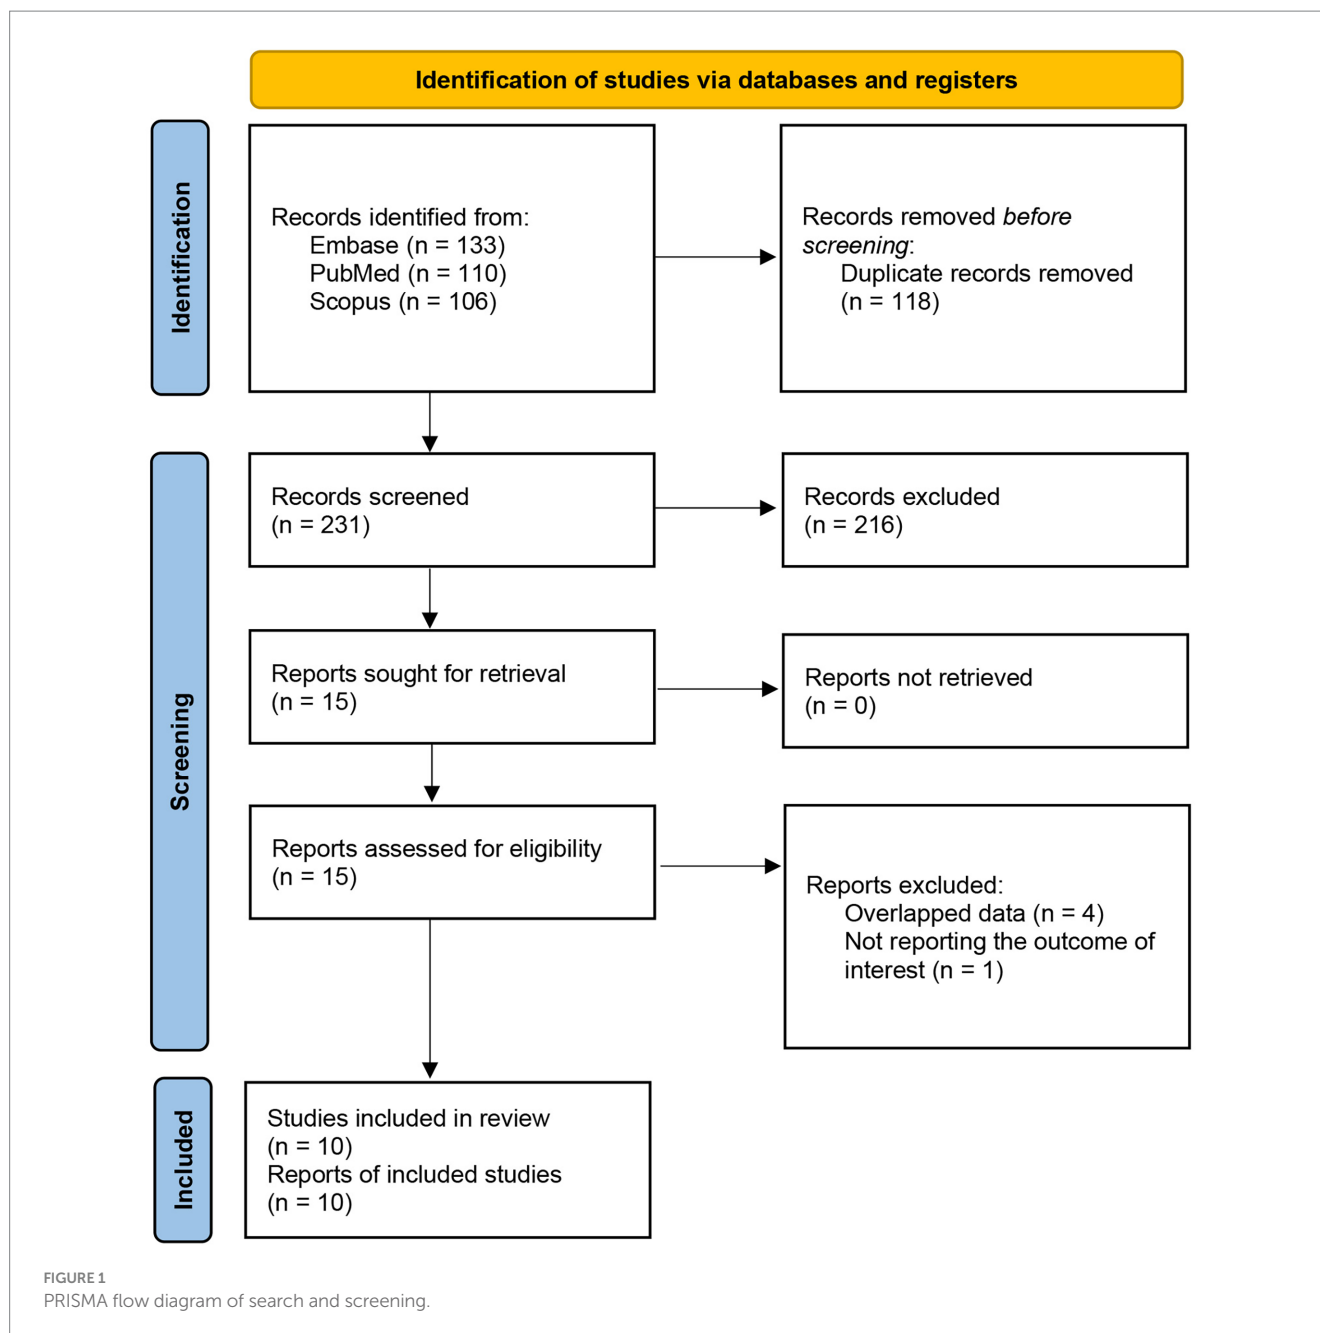 Identification of studies via databases and registers
Identification
Records identified from:
Embase (n = 133)
PubMed (n = 110)
Scopus (n = 106)
Records removed before
screening:
Duplicate records removed
(n = 118)
Screening
Records screened
(n = 231)
Records excluded
(n = 216)
Reports sought for retrieval
(n = 15)
Reports not retrieved
(n = 0)
Reports assessed for eligibility
(n = 15)
Reports excluded:
Overlapped data (n = 4)
Not reporting the outcome of
interest (n = 1)
Included
Studies included in review
(n = 10)
Reports of included studies
(n = 10)
FIGURE 1
PRISMA flow diagram of search and screening.